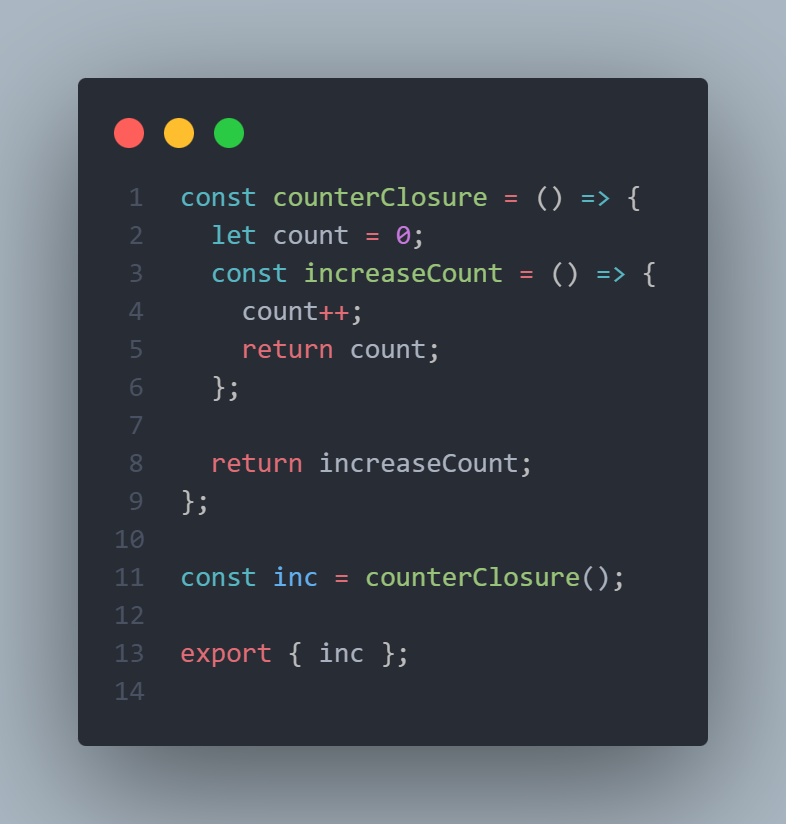 1 const counterClosure = () => {
2   let count = 0;
3   const increaseCount = () => {
4     count++;
5     return count;
6   };
7
8   return increaseCount;
9 };
10
11 const inc = counterClosure();
12
13 export { inc };
14